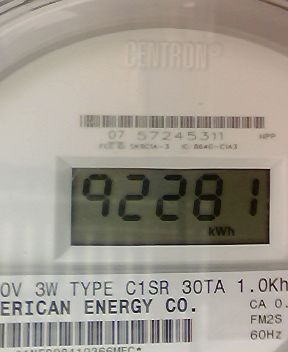 CENTRON®
07 57245311 NPP
92281
kWh
0V 3W TYPE C1SR 30TA 1.0Kh
ERICAN ENERGY CO.
CA 0.
FM2S
60Hz